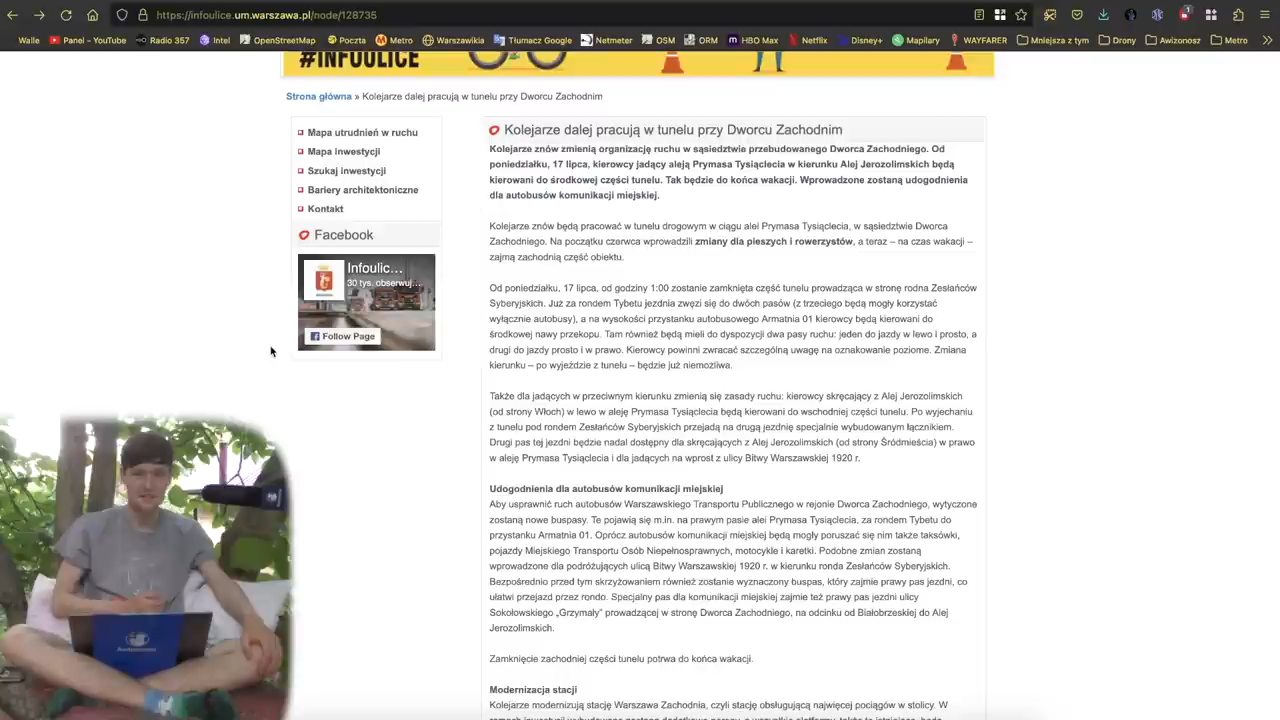 https://infoulice.um.warszawa.pl/node/128735
Walle YouTube PL – YouTube Radio 357 Intel OpenStreetMap Poczta Metro Warszawikia Tłumacz Google Netmeter OSM ORM HBO Max Netflix Disney+ Mapilary WAYFARER Mniejsza z tym Drony Awizonosz Metro
#INFOULICE
Strona główna » Kolejarze dalej pracują w tunelu przy Dworcu Zachodnim
Mapa utrudnień w ruchu
Mapa inwestycji
Szukaj inwestycji
Bariery architektoniczne
Kontakt
Facebook
Infoulic...
30 tys. obserwuj...
Follow Page
Kolejarze dalej pracują w tunelu przy Dworcu Zachodnim
Kolejarze znów zmienią organizację ruchu w sąsiedztwie przebudowanego Dworca Zachodniego. Od
poniedziałku, 17 lipca, kierowcy jadący aleją Prymasa Tysiąclecia w kierunku Alej Jerozolimskich będą
kierowani do środkowej części tunelu. Tak będzie do końca wakacji. Wprowadzone zostaną udogodnienia
dla autobusów komunikacji miejskiej.
Kolejarze znów będą pracować w tunelu drogowym w ciągu alei Prymasa Tysiąclecia, w sąsiedztwie Dworca
Zachodniego. Na początku czerwca wprowadzili zmiany dla pieszych i rowerzystów, a teraz – na czas wakacji –
zajmą zachodnią część obiektu.
Od poniedziałku, 17 lipca, od godziny 1:00 zostanie zamknięta część tunelu prowadząca w stronę rodna Zesłańców
Syberyjskich. Już za rondem Tybetu jezdnia zwęzi się do dwóch pasów (z trzeciego będą mogły korzystać
wyłącznie autobusy), a na wysokości przystanku autobusowego Armatnia 01 kierowcy będą kierowani do
środkowej nawy przekopu. Tam również będą mieli do dyspozycji dwa pasy ruchu: jeden do jazdy w lewo i prosto, a
drugi do jazdy prosto i w prawo. Kierowcy powinni zwracać szczególną uwagę na oznakowanie poziome. Zmiana
kierunku – po wyjeździe z tunelu – będzie już niemożliwa.
Także dla jadących w przeciwnym kierunku zmienią się zasady ruchu: kierowcy skręcający z Alej Jerozolimskich
(od strony Włoch) w lewo w aleję Prymasa Tysiąclecia będą kierowani do wschodniej części tunelu. Po wyjechaniu
z tunelu pod rondem Zesłańców Syberyjskich przejadą na drugą jezdnię specjalnie wybudowanym łącznikiem.
Drugi pas tej jezdni będzie nadal dostępny dla skręcających z Alej Jerozolimskich (od strony Śródmieścia) w prawo
w aleję Prymasa Tysiąclecia i dla jadących na wprost z ulicy Bitwy Warszawskiej 1920 r.
Udogodnienia dla autobusów komunikacji miejskiej
Aby usprawnić ruch autobusów Warszawskiego Transportu Publicznego w rejonie Dworca Zachodniego, wytyczone
zostaną nowe buspasy. Te pojawią się m.in. na prawym pasie alei Prymasa Tysiąclecia, za rondem Tybetu do
przystanku Armatnia 01. Oprócz autobusów komunikacji miejskiej będą mogły poruszać się nim także taksówki,
pojazdy Miejskiego Transportu Osób Niepełnosprawnych, motocykle i karetki. Podobne zmian zostaną
wprowadzone dla podróżujących ulicą Bitwy Warszawskiej 1920 r. w kierunku ronda Zesłańców Syberyjskich.
Bezpośrednio przed tym skrzyżowaniem również zostanie wyznaczony buspas, który zajmie prawy pas jezdni, co
ułatwi przejazd przez rondo. Specjalny pas dla komunikacji miejskiej zajmie też prawy pas jezdni ulicy
Sokołowskiego „Grzymały” prowadzącej w stronę Dworca Zachodniego, na odcinku od Białobrzeskiej do Alej
Jerozolimskich.
Zamknięcie zachodniej części tunelu potrwa do końca wakacji.
Modernizacja stacji
Kolejarze modernizują stację Warszawa Zachodnia, czyli stację obsługującą najwięcej pociągów w stolicy. W